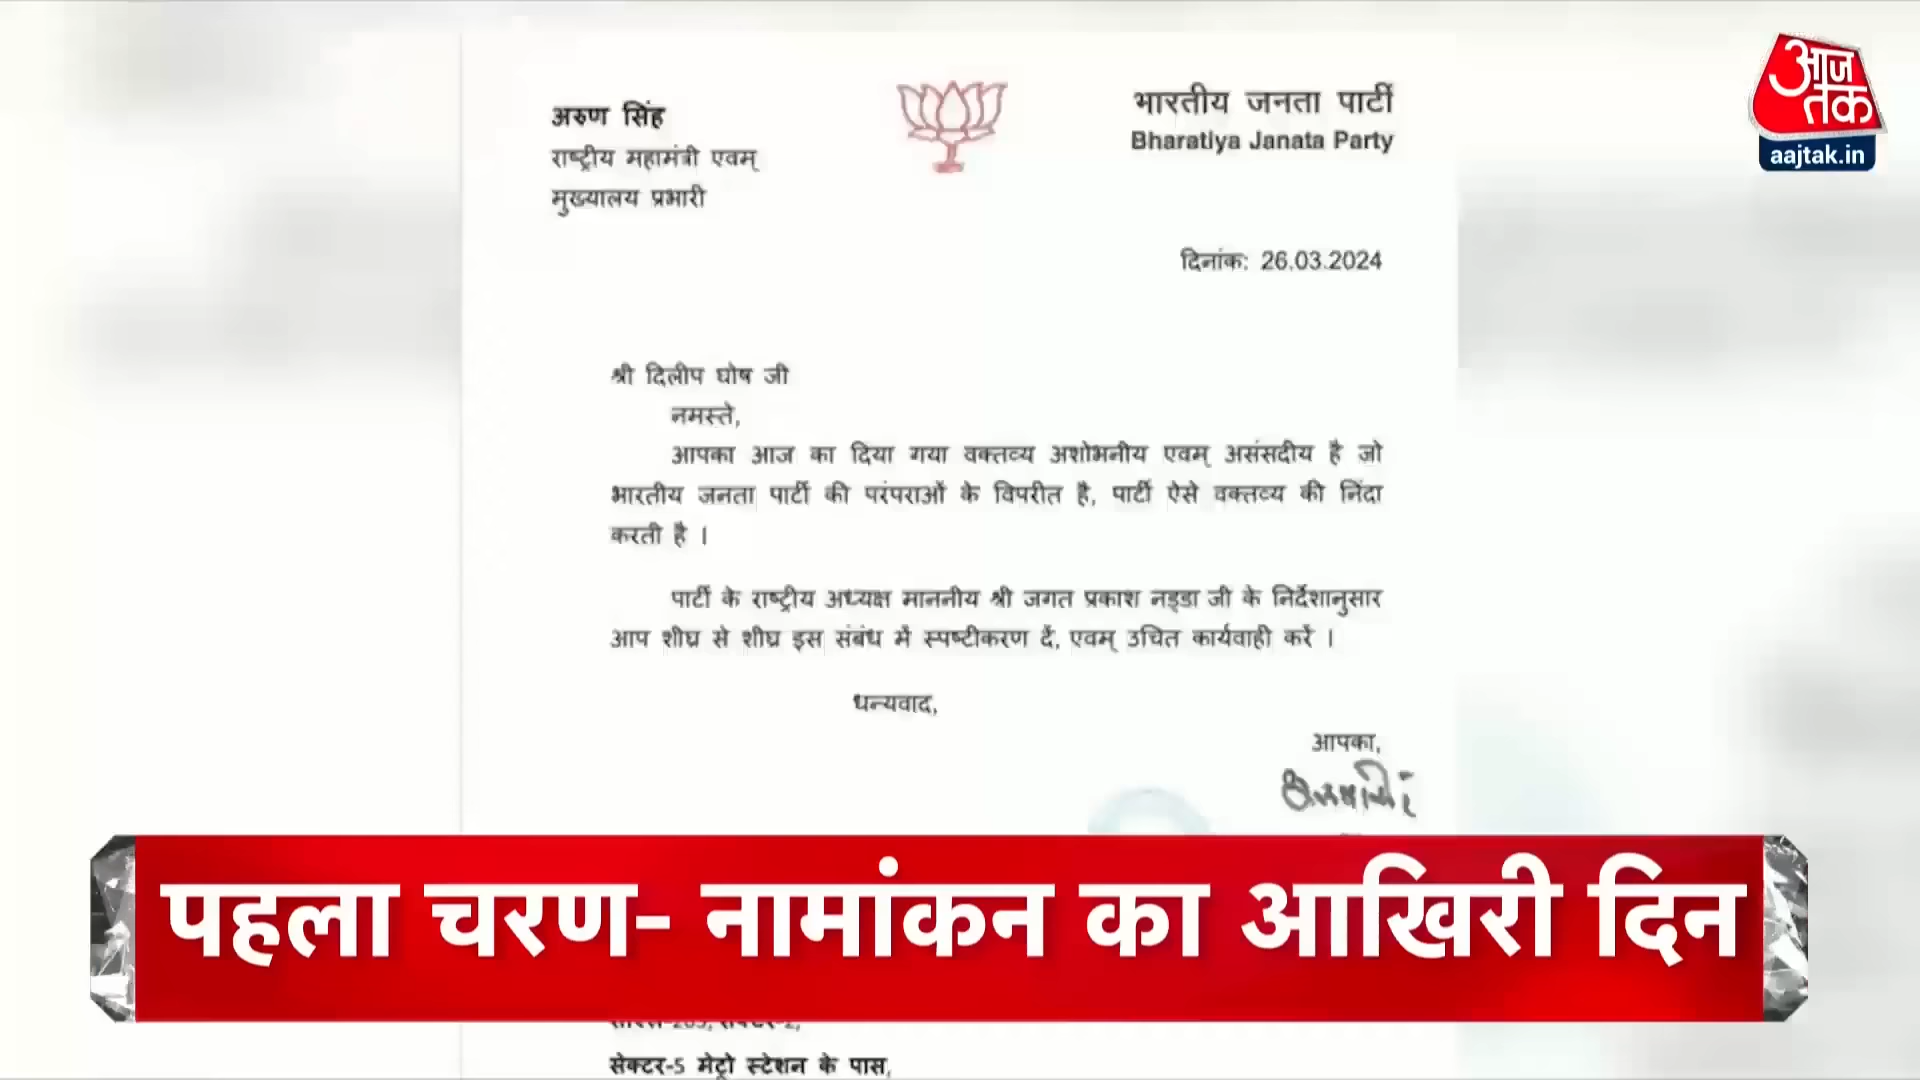 अरुण सिंह
राष्ट्रीय महामंत्री एवम्
मुख्यालय प्रभारी
भारतीय जनता पार्टी
Bharatiya Janata Party
आज
तक
aajtak.in
दिनांक: 26.03.2024
श्री दिलीप घोष जी
नमस्ते,
आपका आज का दिया गया वक्तव्य अशोभनीय एवम् असंसदीय है जो
भारतीय जनता पार्टी की परंपराओं के विपरीत है, पार्टी ऐसे वक्तव्य की निंदा
करती है ।
पार्टी के राष्ट्रीय अध्यक्ष माननीय श्री जगत प्रकाश नड्डा जी के निर्देशानुसार
आप शीघ्र से शीघ्र इस संबंध में स्पष्टीकरण दें, एवम् उचित कार्यवाही करें ।
धन्यवाद,
आपका,
पहला चरण- नामांकन का आखिरी दिन
सेक्टर-5 मेट्रो स्टेशन के पास,